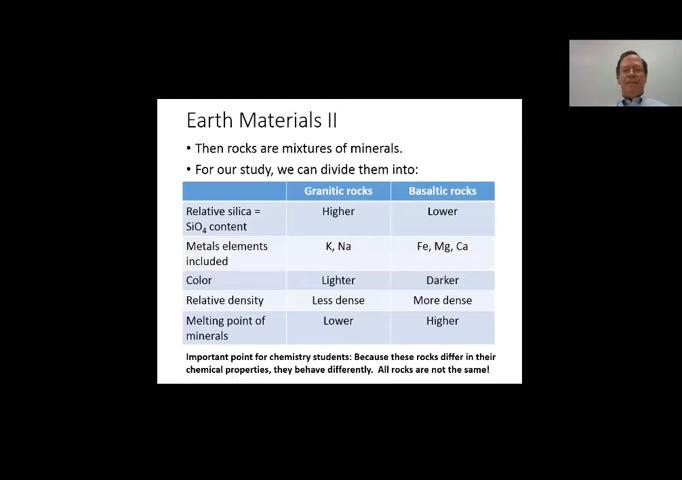 Earth Materials II
• Then rocks are mixtures of minerals.
• For our study, we can divide them into:
Granitic rocks Basaltic rocks
Relative silica = Higher Lower
SiO4 content
Metals elements K, Na Fe, Mg, Ca
included
Color Lighter Darker
Relative density Less dense More dense
Melting point of Lower Higher
minerals
Important point for chemistry students: Because these rocks differ in their
chemical properties, they behave differently. All rocks are not the same!